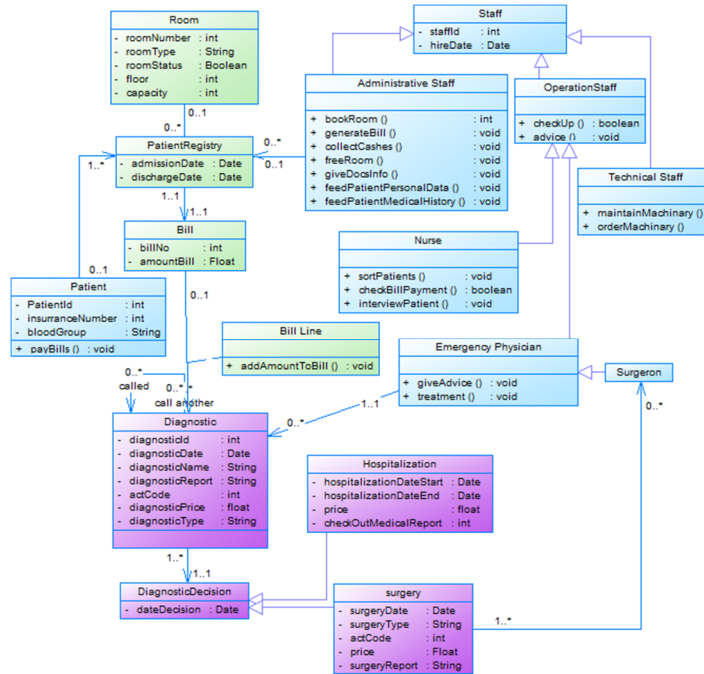 Room
- roomNumber : int
- roomType : String
- roomStatus : Boolean
- floor : int
- capacity : int
0..1
0..*
PatientRegistry
- admissionDate : Date
- dischargeDate : Date
1..*
1..1
1..1
Bill
- billNo : int
- amountBill : Float
0..1
0..1
Patient
- PatientId : int
- insurranceNumber : int
- bloodGroup : String
+ payBills () : void
Staff
- staffId : int
- hireDate : Date
Administrative Staff
+ bookRoom () : int
+ generateBill () : void
+ collectCashes () : void
+ freeRoom () : void
+ giveDocsInfo () : void
+ feedPatientPersonalData () : void
+ feedPatientMedicalHistory () : void
0..*
0..1
OperationStaff
+ checkUp () : boolean
+ advice () : void
Technical Staff
+ maintainMachinary ()
+ orderMachinary ()
Nurse
+ sortPatients () : void
+ checkBillPayment () : boolean
+ interviewPatient () : void
Bill Line
+ addAmountToBill () : void
Emergency Physician
+ giveAdvice () : void
+ treatment () : void
Surgeron
0..*
1..1
0..*
0..*
called
0..*
call another
Diagnostic
- diagnosticId : int
- diagnosticDate : Date
- diagnosticName : String
- diagnosticReport : String
- actCode : int
- diagnosticPrice : float
- diagnosticType : String
1..*
1..1
DiagnosticDecision
- dateDecision : Date
Hospitalization
- hospitalizationDateStart : Date
- hospitalizationDateEnd : Date
- price : float
- checkOutMedicalReport : int
surgery
- surgeryDate : Date
- surgeryType : String
- actCode : int
- price : Float
- surgeryReport : String
1..*